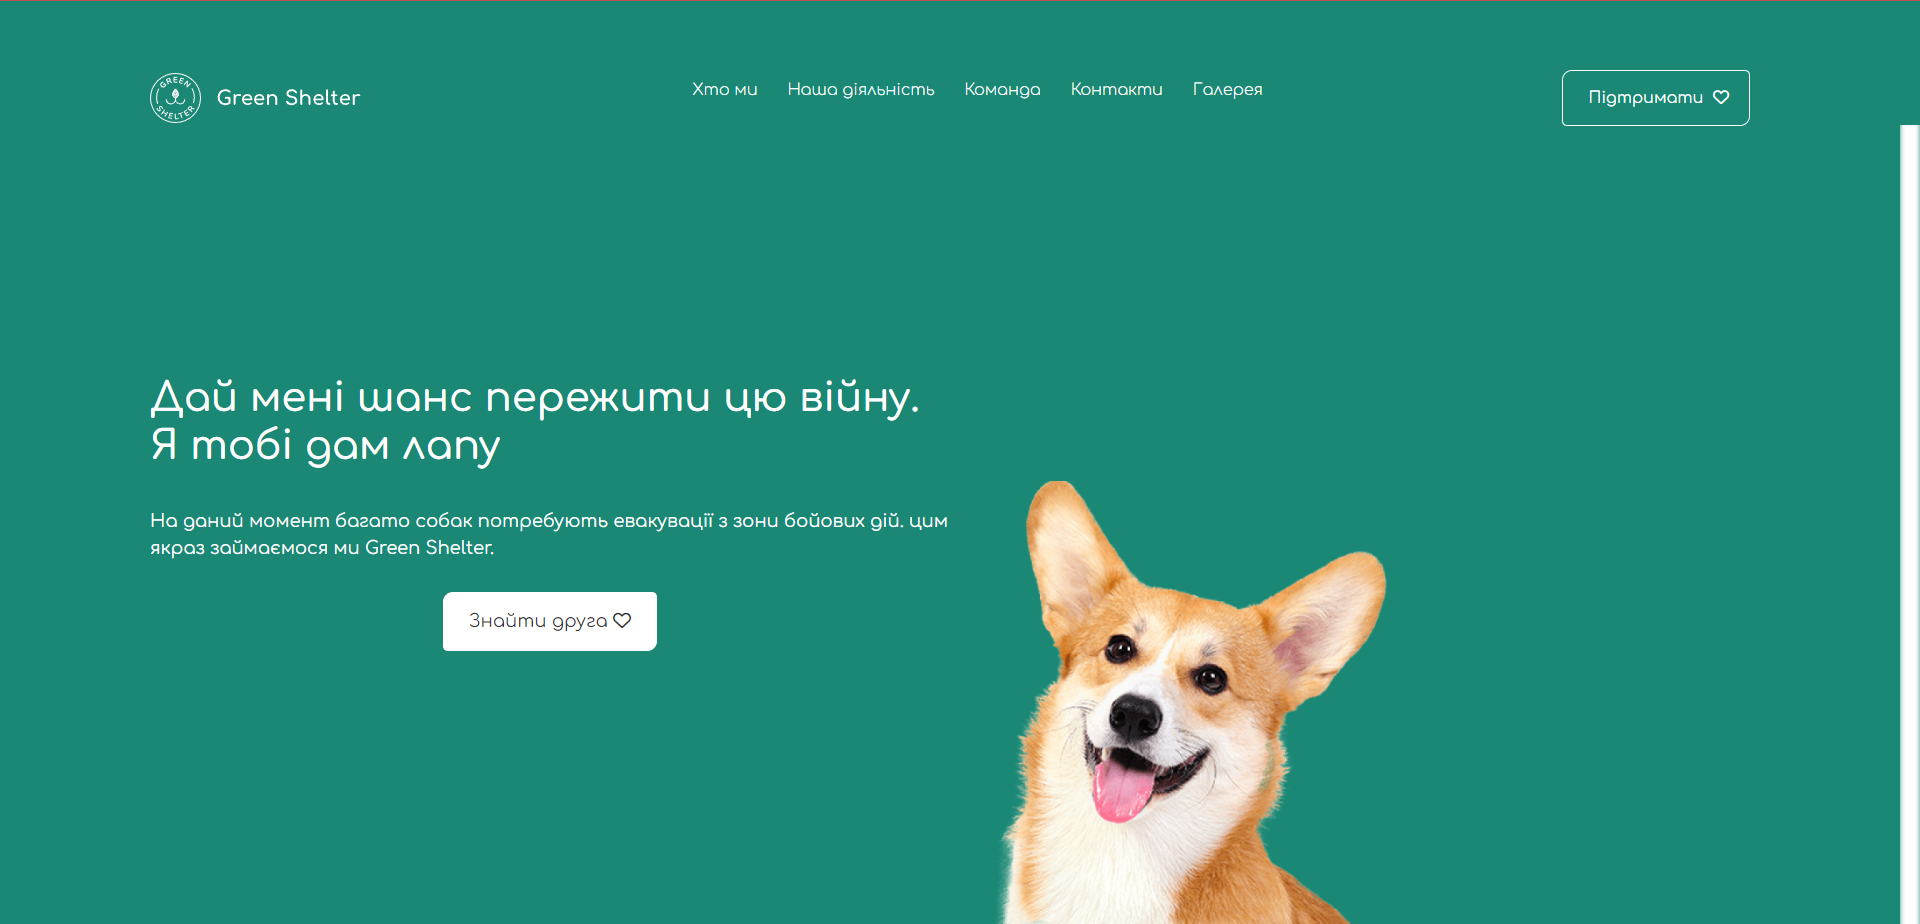 GREEN SHELTER
Green Shelter
Хто ми
Наша діяльність
Команда
Контакти
Галерея
Підтримати
Дай мені шанс пережити цю війну.
Я тобі дам лапу
На даний момент багато собак потребують евакувації з зони бойових дій. цим
якраз займаємося ми Green Shelter.
Знайти друга